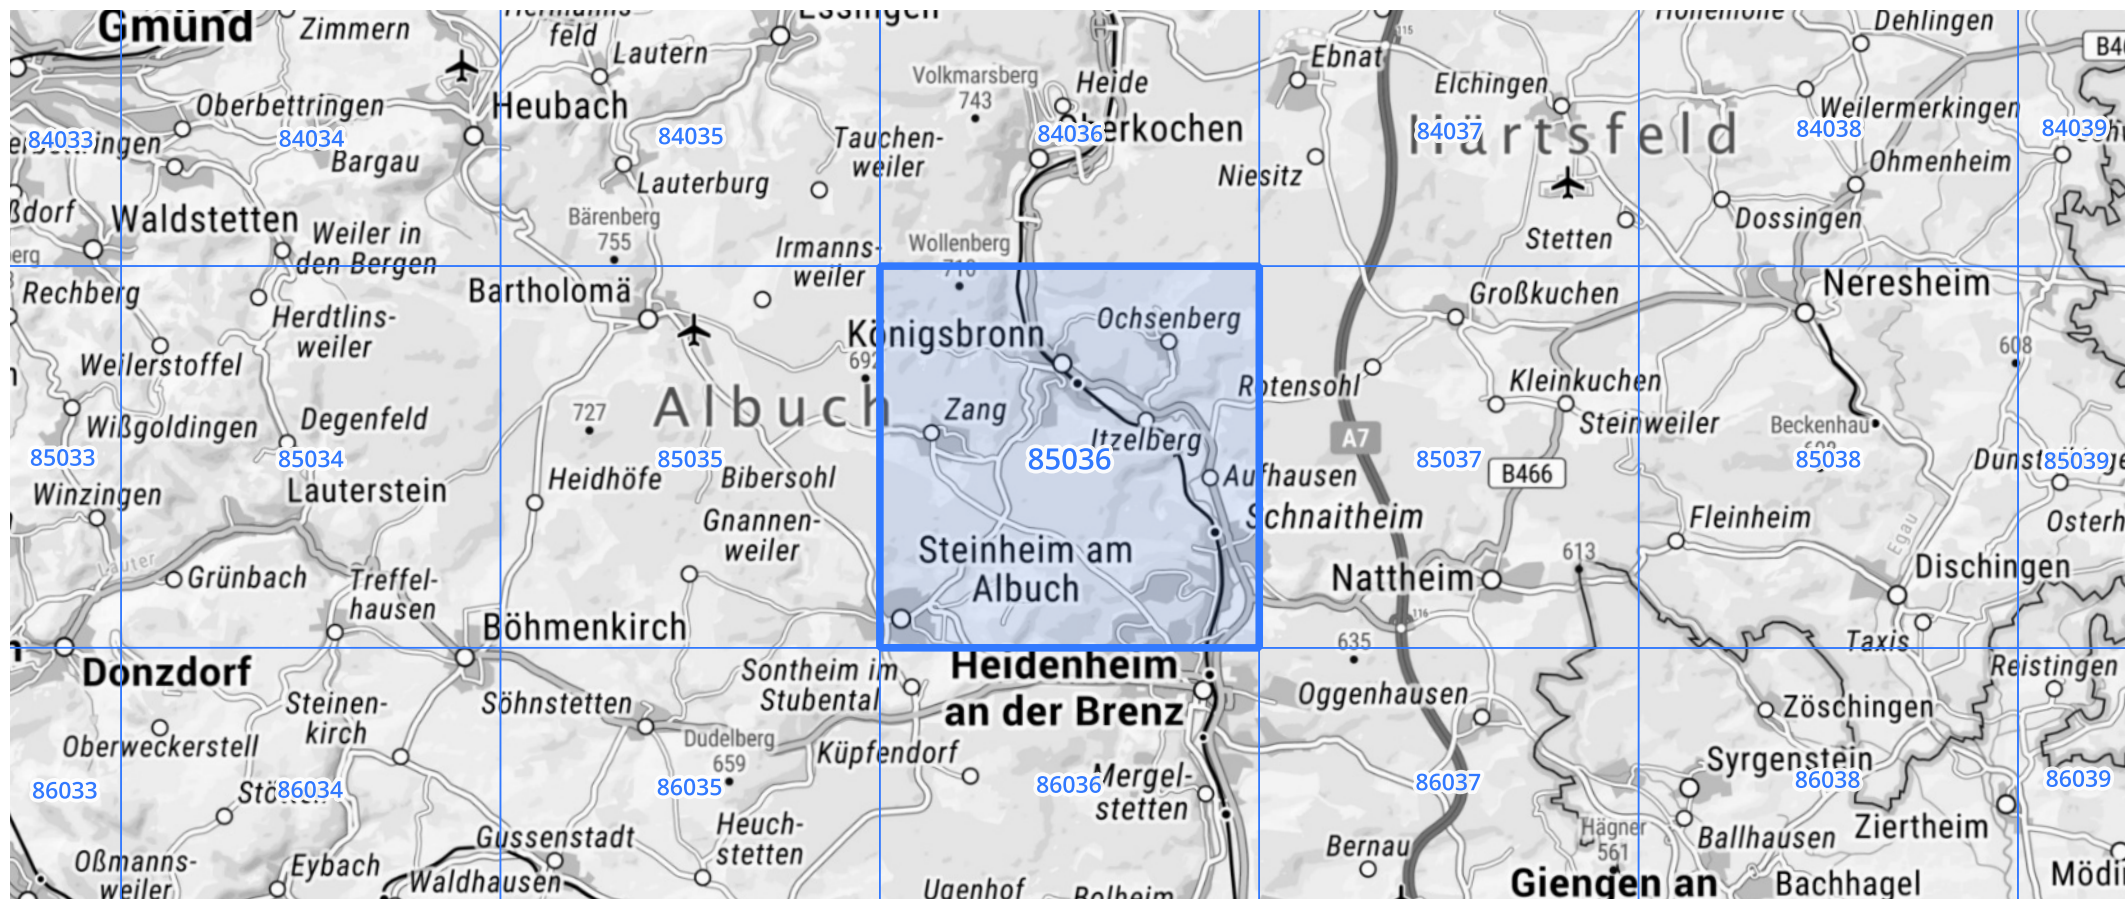 Gmünd
Zimmern
feld
Lautern
Essingen
Volkmarsberg
743
Heide
Ebnat
115
Elchingen
Dehlingen
Oberbettringen
Heubach
Weilermerkingen
84033
84034
Bargau
84035
Tauchen-
weiler
84036
Oberkochen
84037
Härtsfeld
84038
84039
Lauterburg
Niesitz
Ohmenheim
ßdorf
Waldstetten
Weiler in
den Bergen
Bärenberg
755
Irmanns-
weiler
Wollenberg
Stetten
Dossingen
Rechberg
Herdtlins-
weiler
Bartholomä
Königsbronn
Ochsenberg
Großkuchen
Neresheim
Weilerstoffel
692
608
Wißgoldingen
Degenfeld
727
Albuch
Zang
Itzelberg
Rotensohl
A7
Kleinkuchen
Steinweiler
Beckenhau
85033
85034
85035
85036
85037
85038
85039
Winzingen
Lauterstein
Heidhöfe
Bibersohl
Aufhausen
B466
Gnannen-
weiler
Schnaitheim
Fleinheim
Egau
Lauter
Grünbach
Treffel-
hausen
Steinheim am
Albuch
Nattheim
613
Dischingen
116
Böhmenkirch
635
Taxis
Donzdorf
Steinen-
kirch
Söhnstetten
Sontheim im
Stubental
Heidenheim
an der Brenz
Oggenhausen
Reistingen
Zöschingen
Oberweckerstell
Dudelberg
659
Küpfendorf
Syrgenstein
86033
86034
86035
86036
Mergel-
stetten
86037
86038
86039
Oßmanns-
weiler
Eybach
Gussenstadt
Waldhausen
Heuch-
stetten
Ugenhof
Bolheim
Bernau
Hägner
561
Giengen an
Ballhausen
Ziertheim
Bachhagel